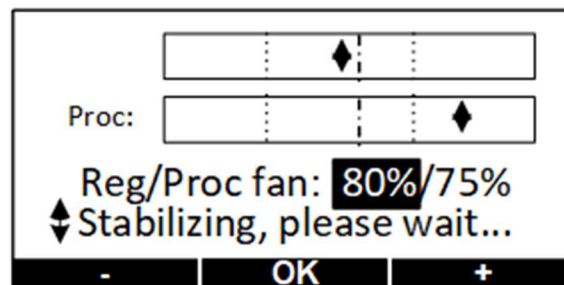 Proc:
Reg/Proc fan: 80%/75%
Stabilizing, please wait...
- OK +